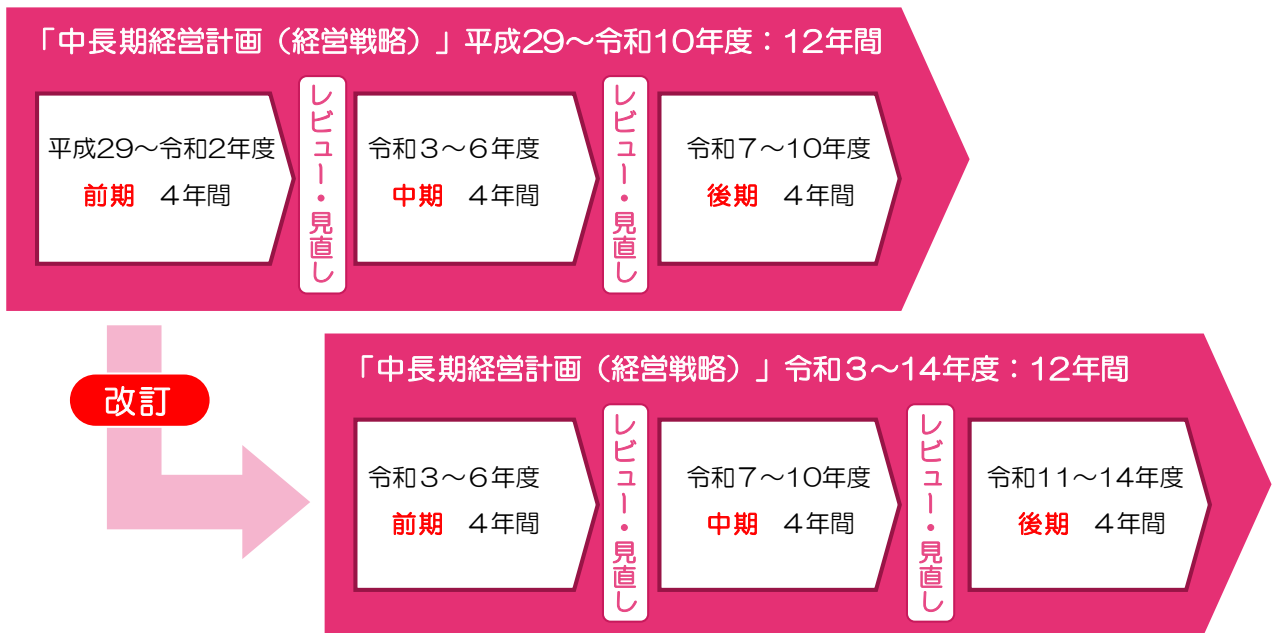 「中長期経営計画（経営戦略）」平成29～令和10年度：12年間
平成29～令和2年度
前期　4年間
レビュー・見直し
令和３～６年度
中期　４年間
レビュー・見直し
令和７～10年度
後期　４年間
改訂
「中長期経営計画（経営戦略）」令和３～14年度：12年間
令和３～６年度
前期　４年間
レビュー・見直し
令和７～10年度
中期　４年間
レビュー・見直し
令和11～14年度
後期　４年間